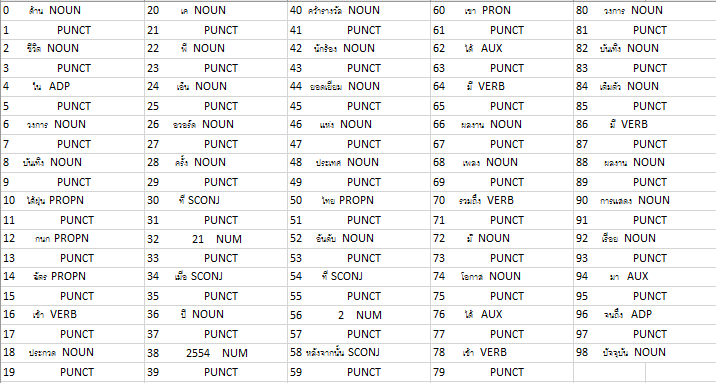 0 ด้าน NOUN
1 PUNCT
2 ชีวิต NOUN
3 PUNCT
4 ใน ADP
5 PUNCT
6 วงการ NOUN
7 PUNCT
8 บันเทิง NOUN
9 PUNCT
10 ไต้ฝุ่น PROPN
11 PUNCT
12 กนก PROPN
13 PUNCT
14 ฉัตร PROPN
15 PUNCT
16 เข้า VERB
17 PUNCT
18 ประกวด NOUN
19 PUNCT
20 เค NOUN
21 PUNCT
22 พี NOUN
23 PUNCT
24 เอ็น NOUN
25 PUNCT
26 อวอร์ด NOUN
27 PUNCT
28 ครั้ง NOUN
29 PUNCT
30 ที่ SCONJ
31 PUNCT
32 21 NUM
33 PUNCT
34 เมื่อ SCONJ
35 PUNCT
36 ปี NOUN
37 PUNCT
38 2554 NUM
39 PUNCT
40 คว้ารางวัล NOUN
41 PUNCT
42 นักร้อง NOUN
43 PUNCT
44 ยอดเยี่ยม NOUN
45 PUNCT
46 แห่ง NOUN
47 PUNCT
48 ประเทศ NOUN
49 PUNCT
50 ไทย PROPN
51 PUNCT
52 อันดับ NOUN
53 PUNCT
54 ที่ SCONJ
55 PUNCT
56 2 NUM
57 PUNCT
58 หลังจากนั้น SCONJ
59 PUNCT
60 เขา PRON
61 PUNCT
62 ได้ AUX
63 PUNCT
64 มี VERB
65 PUNCT
66 ผลงาน NOUN
67 PUNCT
68 เพลง NOUN
69 PUNCT
70 รวมถึง VERB
71 PUNCT
72 มี NOUN
73 PUNCT
74 โอกาส NOUN
75 PUNCT
76 ได้ AUX
77 PUNCT
78 เข้า VERB
79 PUNCT
80 วงการ NOUN
81 PUNCT
82 บันเทิง NOUN
83 PUNCT
84 เต็มตัว NOUN
85 PUNCT
86 มี VERB
87 PUNCT
88 ผลงาน NOUN
89 PUNCT
90 การแสดง NOUN
91 PUNCT
92 เรื่อย NOUN
93 PUNCT
94 มา AUX
95 PUNCT
96 จนถึง ADP
97 PUNCT
98 ปัจจุบัน NOUN